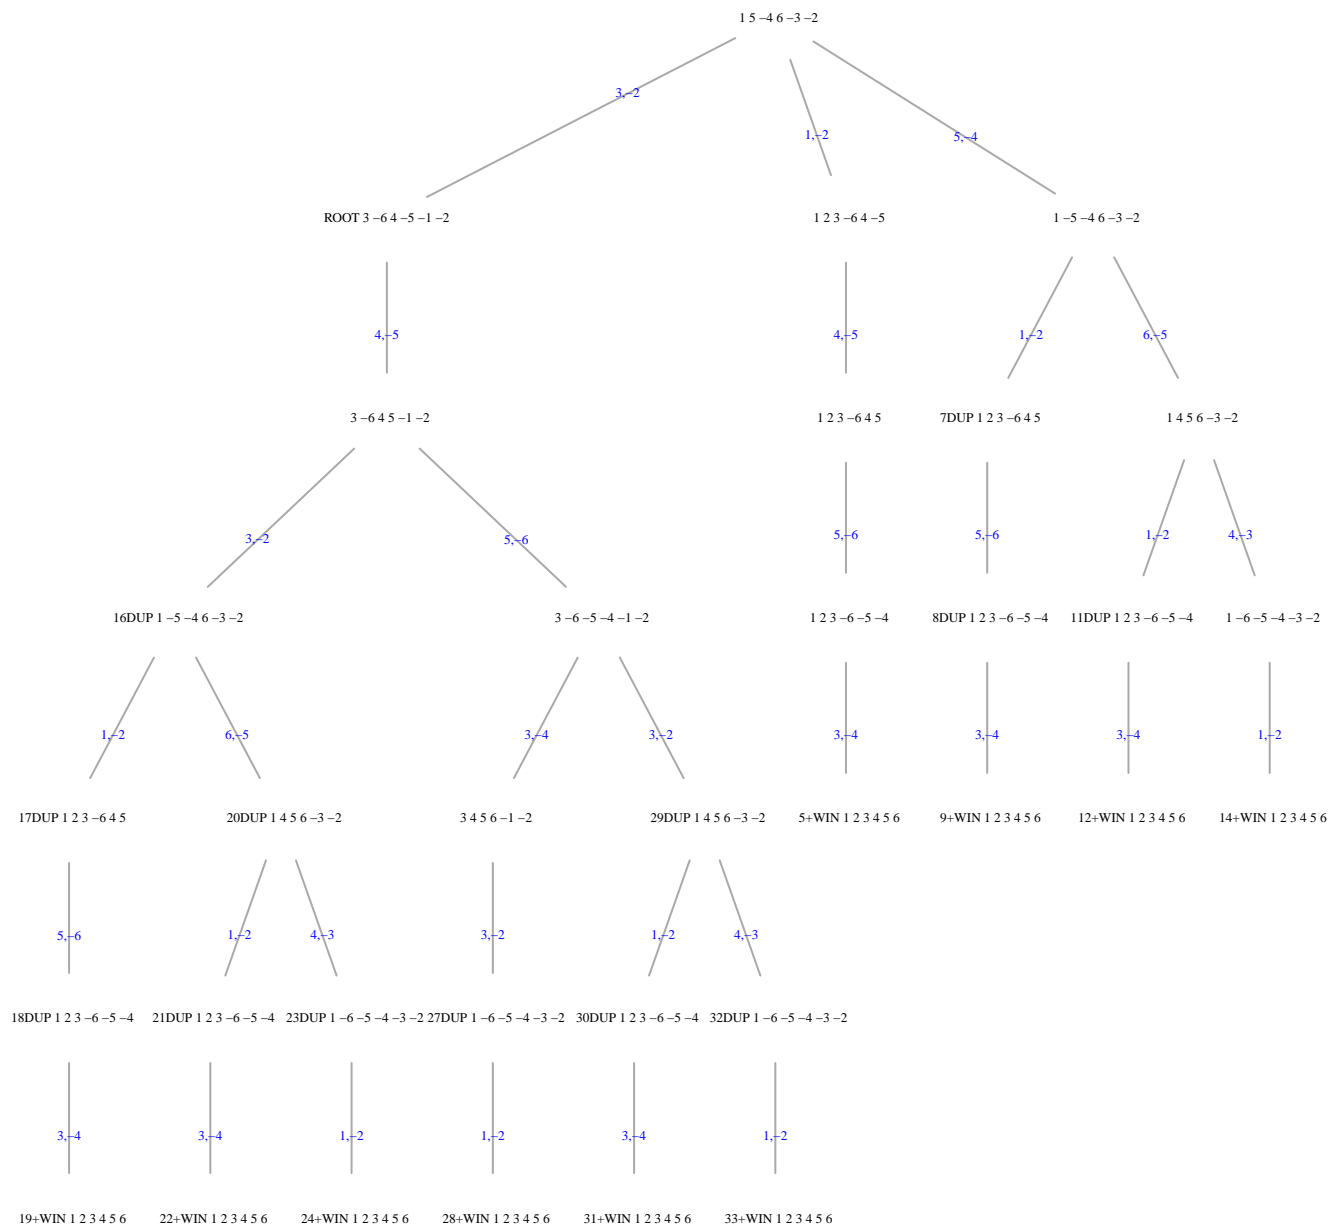 1 5 −4 6 −3 −2
3,−2
1,−2
5,−4
ROOT 3 −6 4 −5 −1 −2
1 2 3 −6 4 −5
1 −5 −4 6 −3 −2
4,−5
4,−5
1,−2
6,−5
3 −6 4 5 −1 −2
1 2 3 −6 4 5
7DUP 1 2 3 −6 4 5
1 4 5 6 −3 −2
3,−2
5,−6
5,−6
5,−6
1,−2
4,−3
16DUP 1 −5 −4 6 −3 −2
3 −6 −5 −4 −1 −2
1 2 3 −6 −5 −4
8DUP 1 2 3 −6 −5 −4
11DUP 1 2 3 −6 −5 −4
1 −6 −5 −4 −3 −2
1,−2
6,−5
3,−4
3,−2
3,−4
3,−4
3,−4
1,−2
17DUP 1 2 3 −6 4 5
20DUP 1 4 5 6 −3 −2
3 4 5 6 −1 −2
29DUP 1 4 5 6 −3 −2
5+WIN 1 2 3 4 5 6
9+WIN 1 2 3 4 5 6
12+WIN 1 2 3 4 5 6
14+WIN 1 2 3 4 5 6
5,−6
1,−2
4,−3
3,−2
1,−2
4,−3
18DUP 1 2 3 −6 −5 −4
21DUP 1 2 3 −6 −5 −4
23DUP 1 −6 −5 −4 −3 −2
27DUP 1 −6 −5 −4 −3 −2
30DUP 1 2 3 −6 −5 −4
32DUP 1 −6 −5 −4 −3 −2
3,−4
3,−4
1,−2
1,−2
3,−4
1,−2
19+WIN 1 2 3 4 5 6
22+WIN 1 2 3 4 5 6
24+WIN 1 2 3 4 5 6
28+WIN 1 2 3 4 5 6
31+WIN 1 2 3 4 5 6
33+WIN 1 2 3 4 5 6